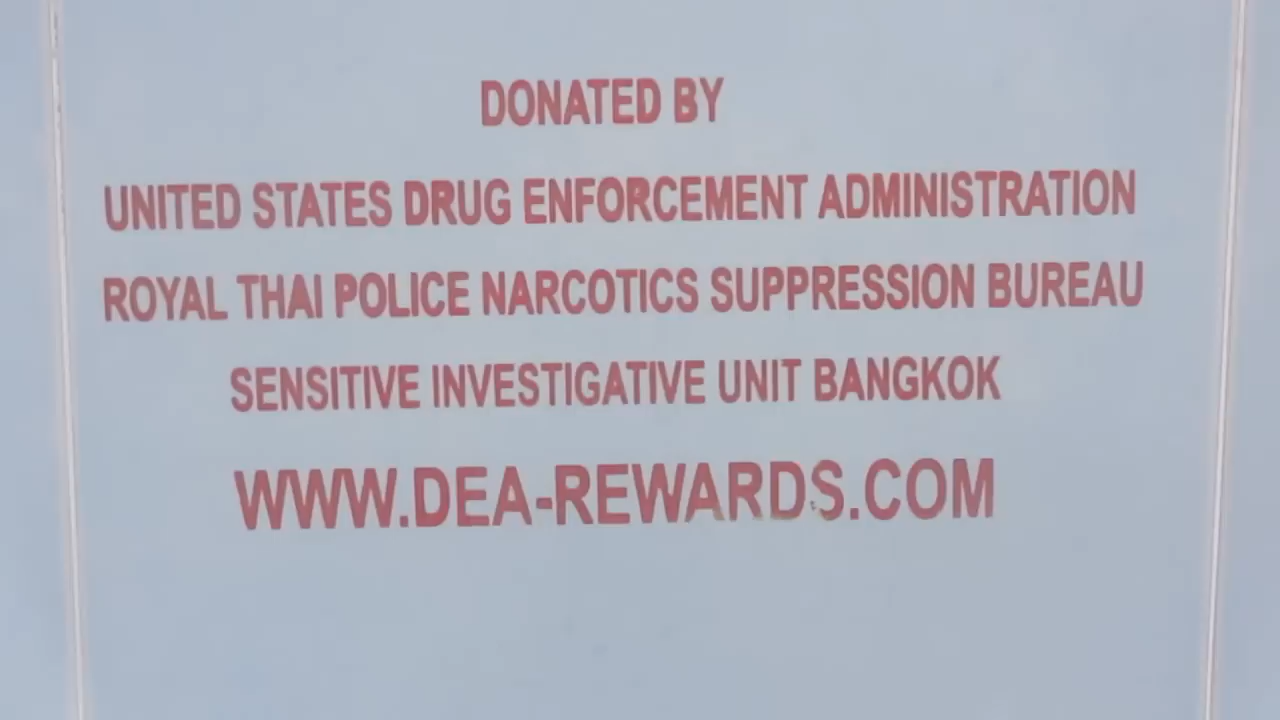 DONATED BY
UNITED STATES DRUG ENFORCEMENT ADMINISTRATION
ROYAL THAI POLICE NARCOTICS SUPPRESSION BUREAU
SENSITIVE INVESTIGATIVE UNIT BANGKOK
WWW.DEA-REWARDS.COM